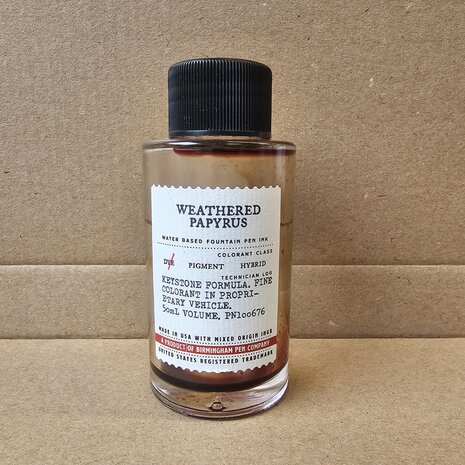 WEATHERED
PAPYRUS
WATER BASED FOUNTAIN PEN INK
COLORANT CLASS
DYE PIGMENT HYBRID
TECHNICIAN LOG
KEYSTONE FORMULA. FINE
COLORANT IN PROPRI-
ETARY VEHICLE.
50mL VOLUME, PN100676
MADE IN USA WITH MIXED ORIGIN INGR
A PRODUCT OF BIRMINGHAM PEN COMPANY
UNITED STATES REGISTERED TRADEMARK